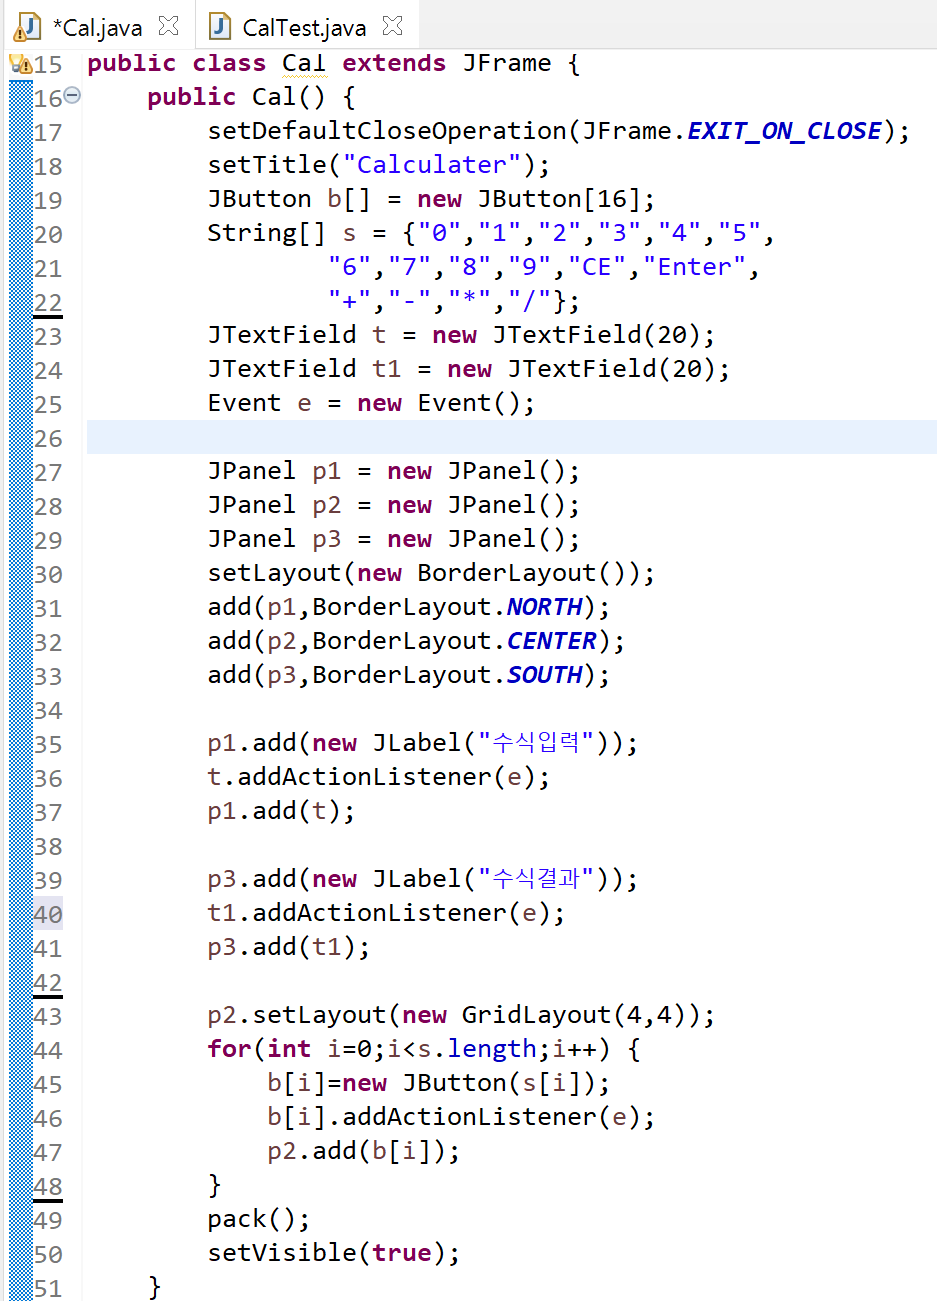 *Cal.java CalTest.java
15 public class Cal extends JFrame {
16     public Cal() {
17         setDefaultCloseOperation(JFrame.EXIT_ON_CLOSE);
18         setTitle("Calculater");
19         JButton b[] = new JButton[16];
20         String[] s = {"0","1","2","3","4","5",
21                 "6","7","8","9","CE","Enter",
22                 "+","-","*","/"};
23         JTextField t = new JTextField(20);
24         JTextField t1 = new JTextField(20);
25         Event e = new Event();
26
27         JPanel p1 = new JPanel();
28         JPanel p2 = new JPanel();
29         JPanel p3 = new JPanel();
30         setLayout(new BorderLayout());
31         add(p1,BorderLayout.NORTH);
32         add(p2,BorderLayout.CENTER);
33         add(p3,BorderLayout.SOUTH);
34
35         p1.add(new JLabel("수식입력"));
36         t.addActionListener(e);
37         p1.add(t);
38
39         p3.add(new JLabel("수식결과"));
40         t1.addActionListener(e);
41         p3.add(t1);
42
43         p2.setLayout(new GridLayout(4,4));
44         for(int i=0;i<s.length;i++) {
45             b[i]=new JButton(s[i]);
46             b[i].addActionListener(e);
47             p2.add(b[i]);
48         }
49         pack();
50         setVisible(true);
51     }